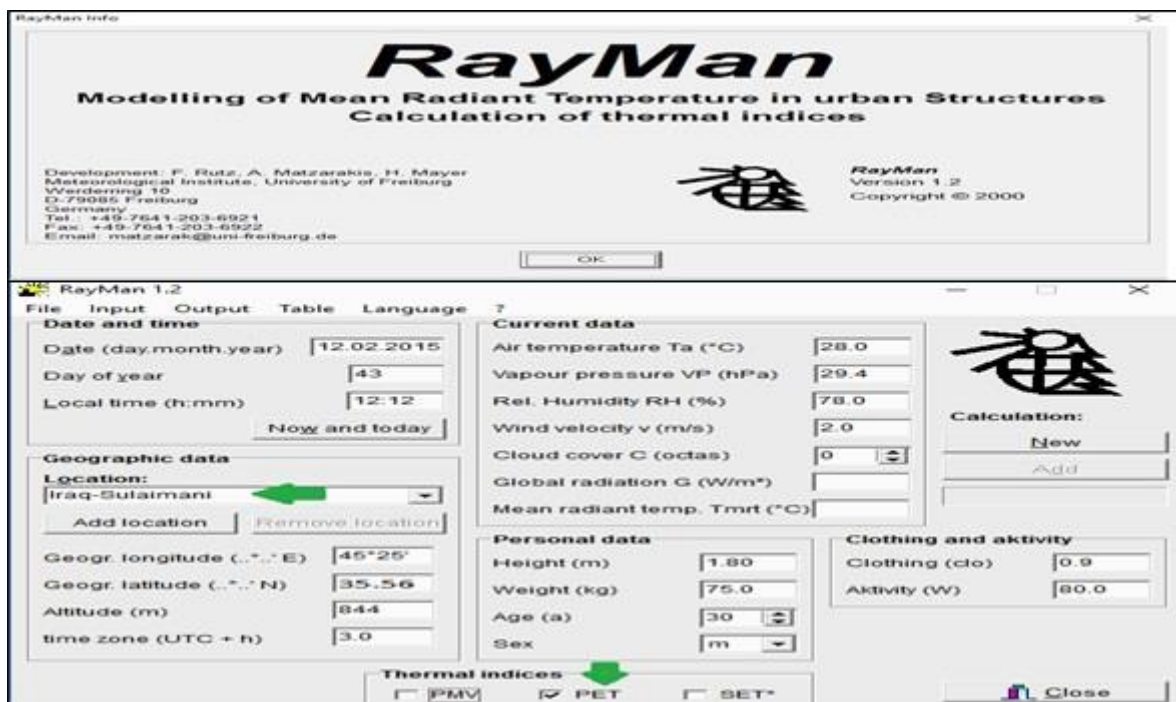 RayMan Info
RayMan
Modelling of Mean Radiant Temperature in urban Structures
Calculation of thermal indices
Development: F. Rutz, A. Matzarakis, H. Mayer
Meteorological Institute, University of Freiburg
Werderring 10
D-79085 Freiburg
Germany
Tel.: +49-7641-203-6921
Fax: +49-7641-203-6922
Email: matzarak@uni-freiburg.de
RayMan
Version 1.2
Copyright © 2000
OK
RayMan 1.2
File Input Output Table Language ?
Date and time
Date (day.month.year) 12.02.2015
Day of year 43
Local time (h:mm) 12:12
Now and today
Geographic data
Location:
Iraq-Sulaimani
Add location Remove location
Geogr. longitude (..°..' E) 45°25'
Geogr. latitude (..°..' N) 35.56
Altitude (m) 844
time zone (UTC + h) 3.0
Current data
Air temperature Ta (°C) 28.0
Vapour pressure VP (hPa) 29.4
Rel. Humidity RH (%) 78.0
Wind velocity v (m/s) 2.0
Cloud cover C (octas) 0
Global radiation G (W/m²)
Mean radiant temp. Tmrt (°C)
Calculation:
New
Add
Personal data
Height (m) 1.80
Weight (kg) 75.0
Age (a) 30
Sex m
Clothing and aktivity
Clothing (clo) 0.9
Aktivity (W) 80.0
Thermal indices
PMV PET SET*
Close